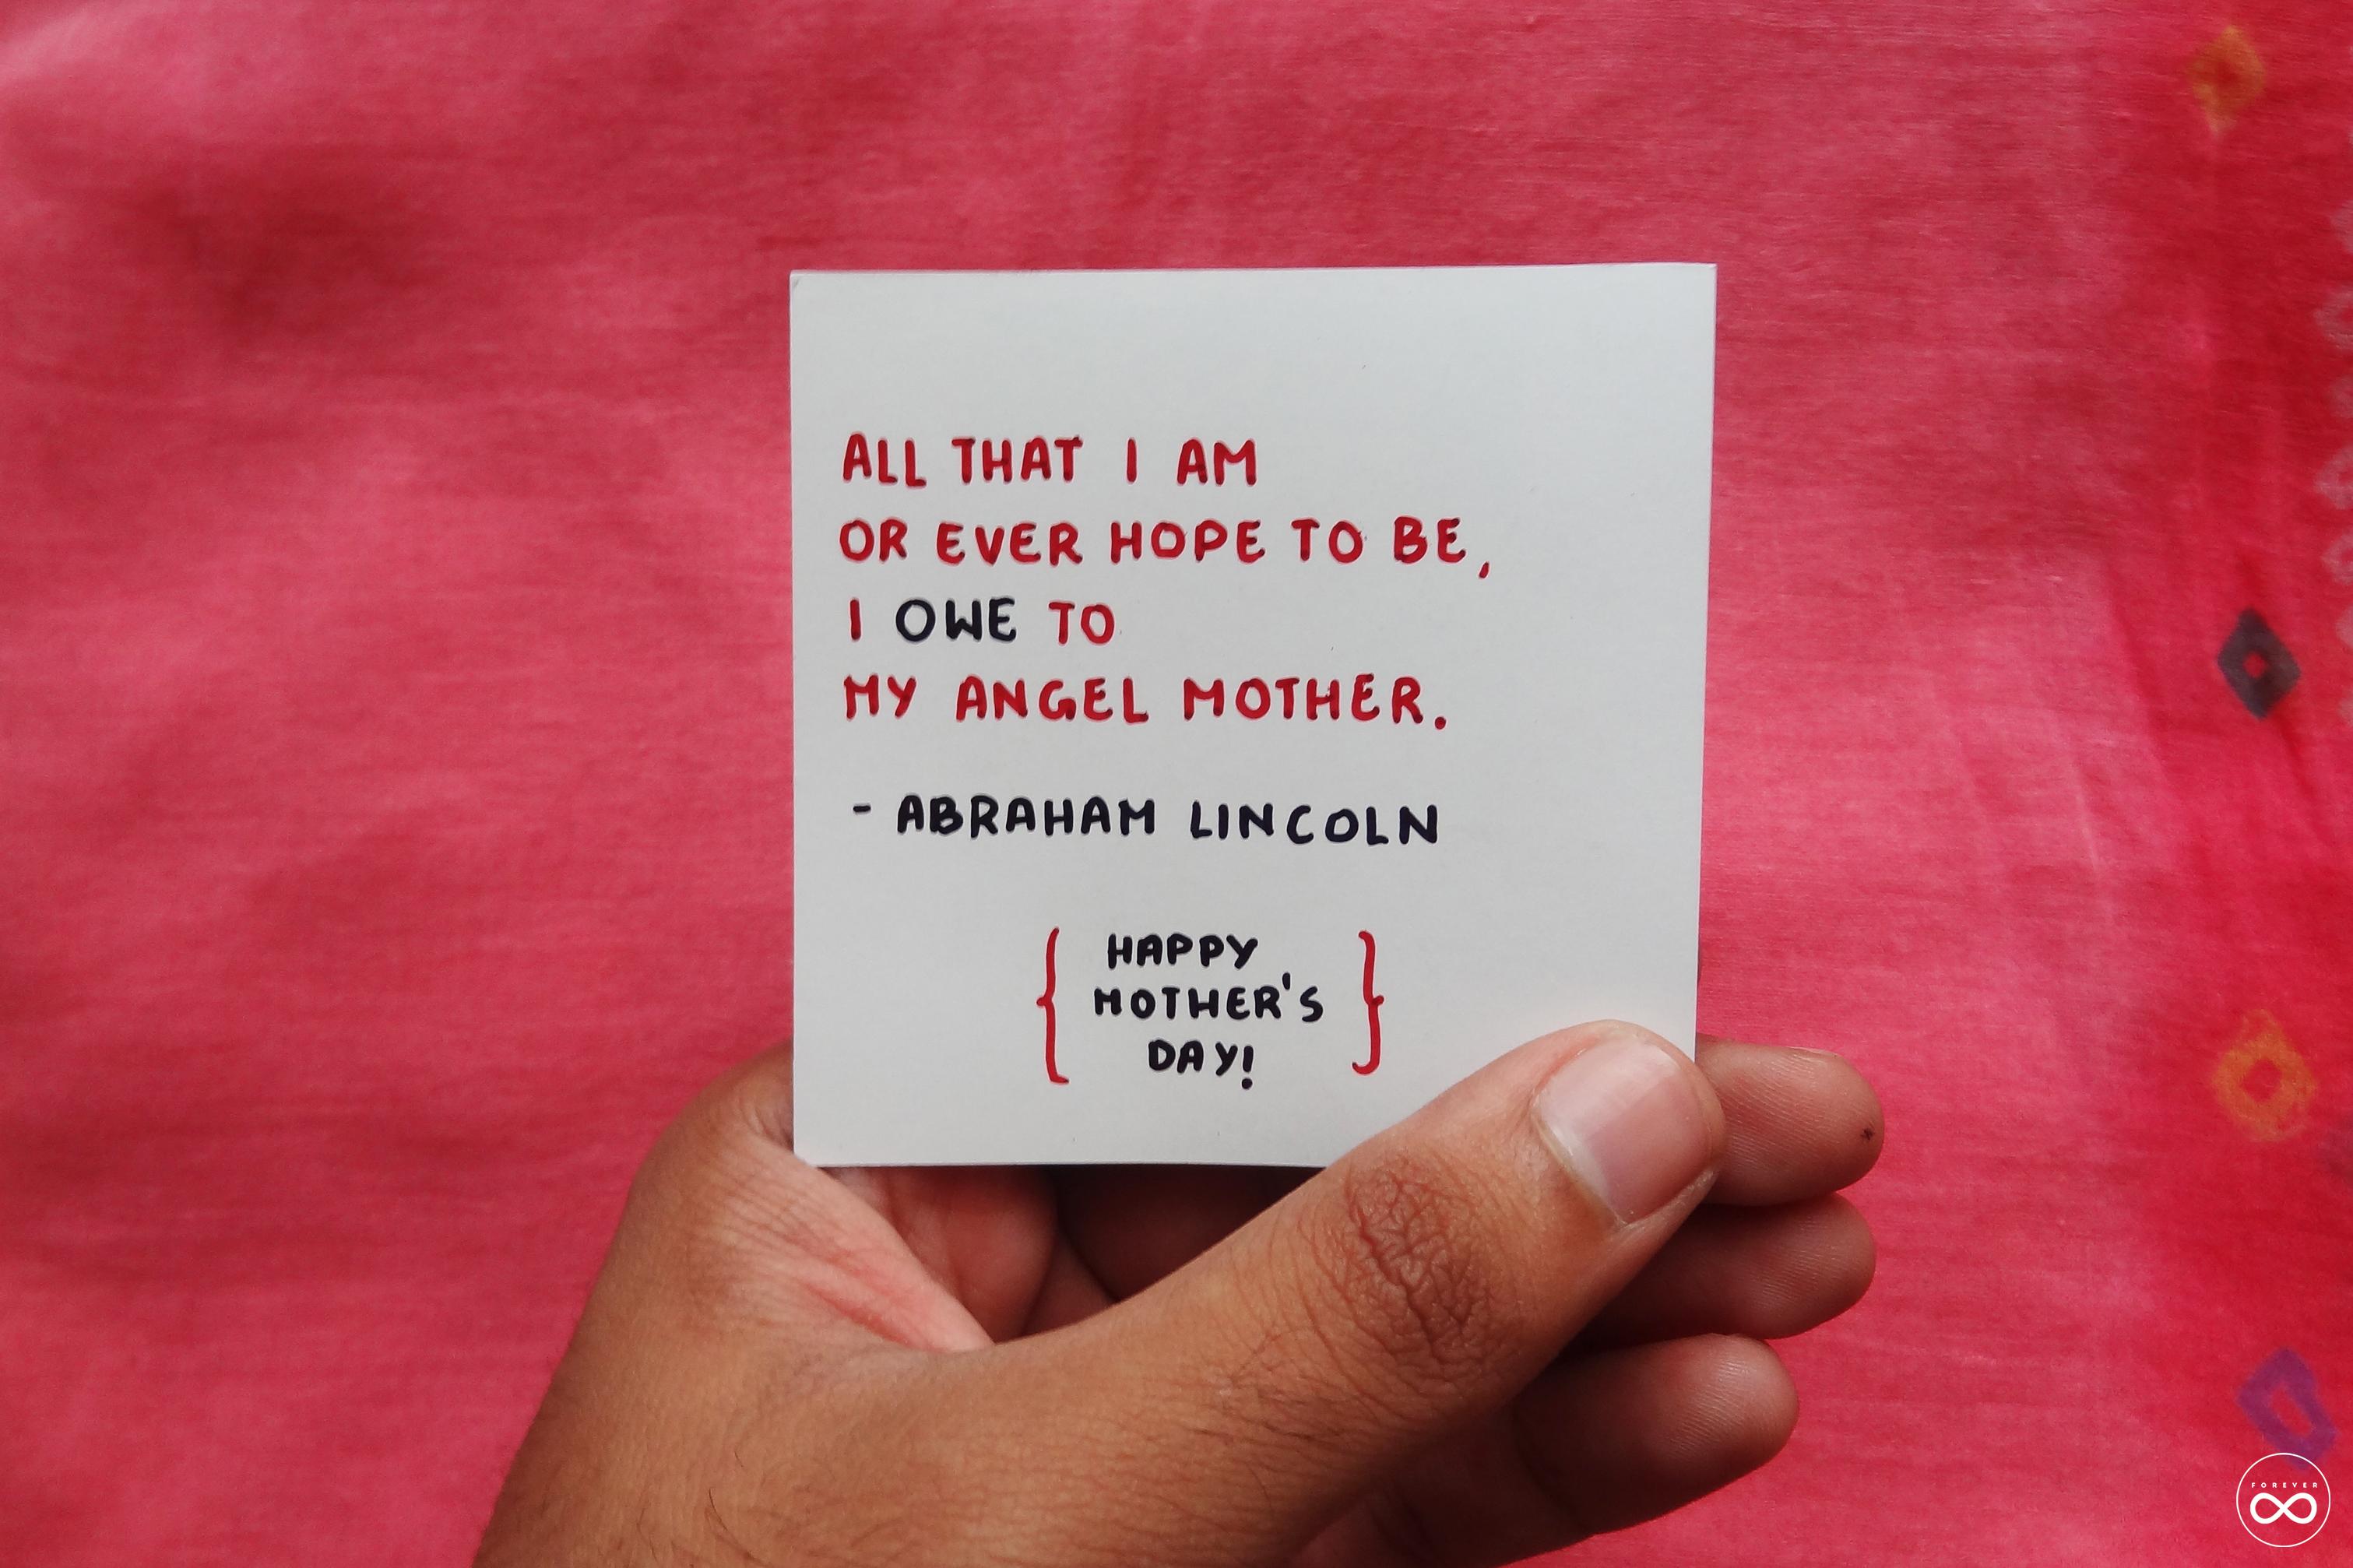 ALL THAT I AM
OR EVER HOPE TO BE,
I OWE TO
MY ANGEL MOTHER.
- ABRAHAM LINCOLN
{ HAPPY
MOTHER'S
DAY! }
FOREVER